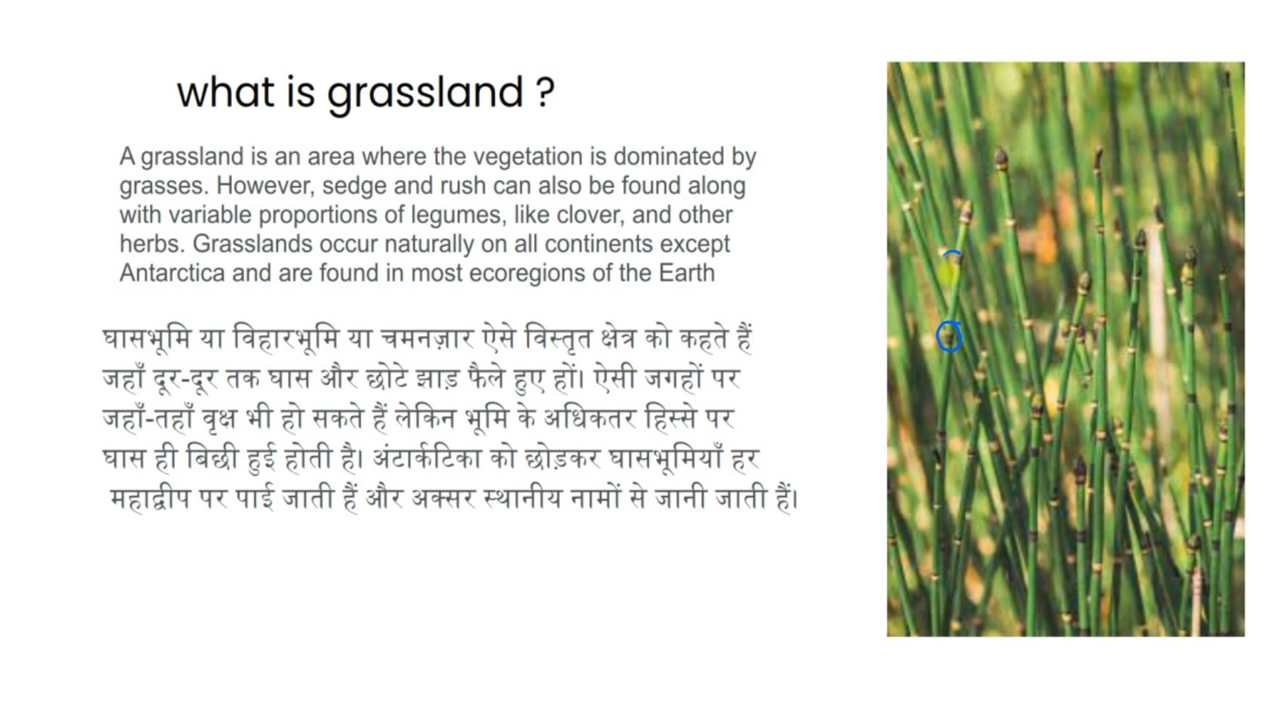 what is grassland ?
A grassland is an area where the vegetation is dominated by
grasses. However, sedge and rush can also be found along
with variable proportions of legumes, like clover, and other
herbs. Grasslands occur naturally on all continents except
Antarctica and are found in most ecoregions of the Earth
घासभूमि या विहारभूमि या चमनज़ार ऐसे विस्तृत क्षेत्र को कहते हैं
जहाँ दूर-दूर तक घास और छोटे झाड़ फैले हुए हों। ऐसी जगहों पर
जहाँ-तहाँ वृक्ष भी हो सकते हैं लेकिन भूमि के अधिकतर हिस्से पर
घास ही बिछी हुई होती है। अंटार्कटिका को छोड़कर घासभूमियाँ हर
महाद्वीप पर पाई जाती हैं और अक्सर स्थानीय नामों से जानी जाती हैं।